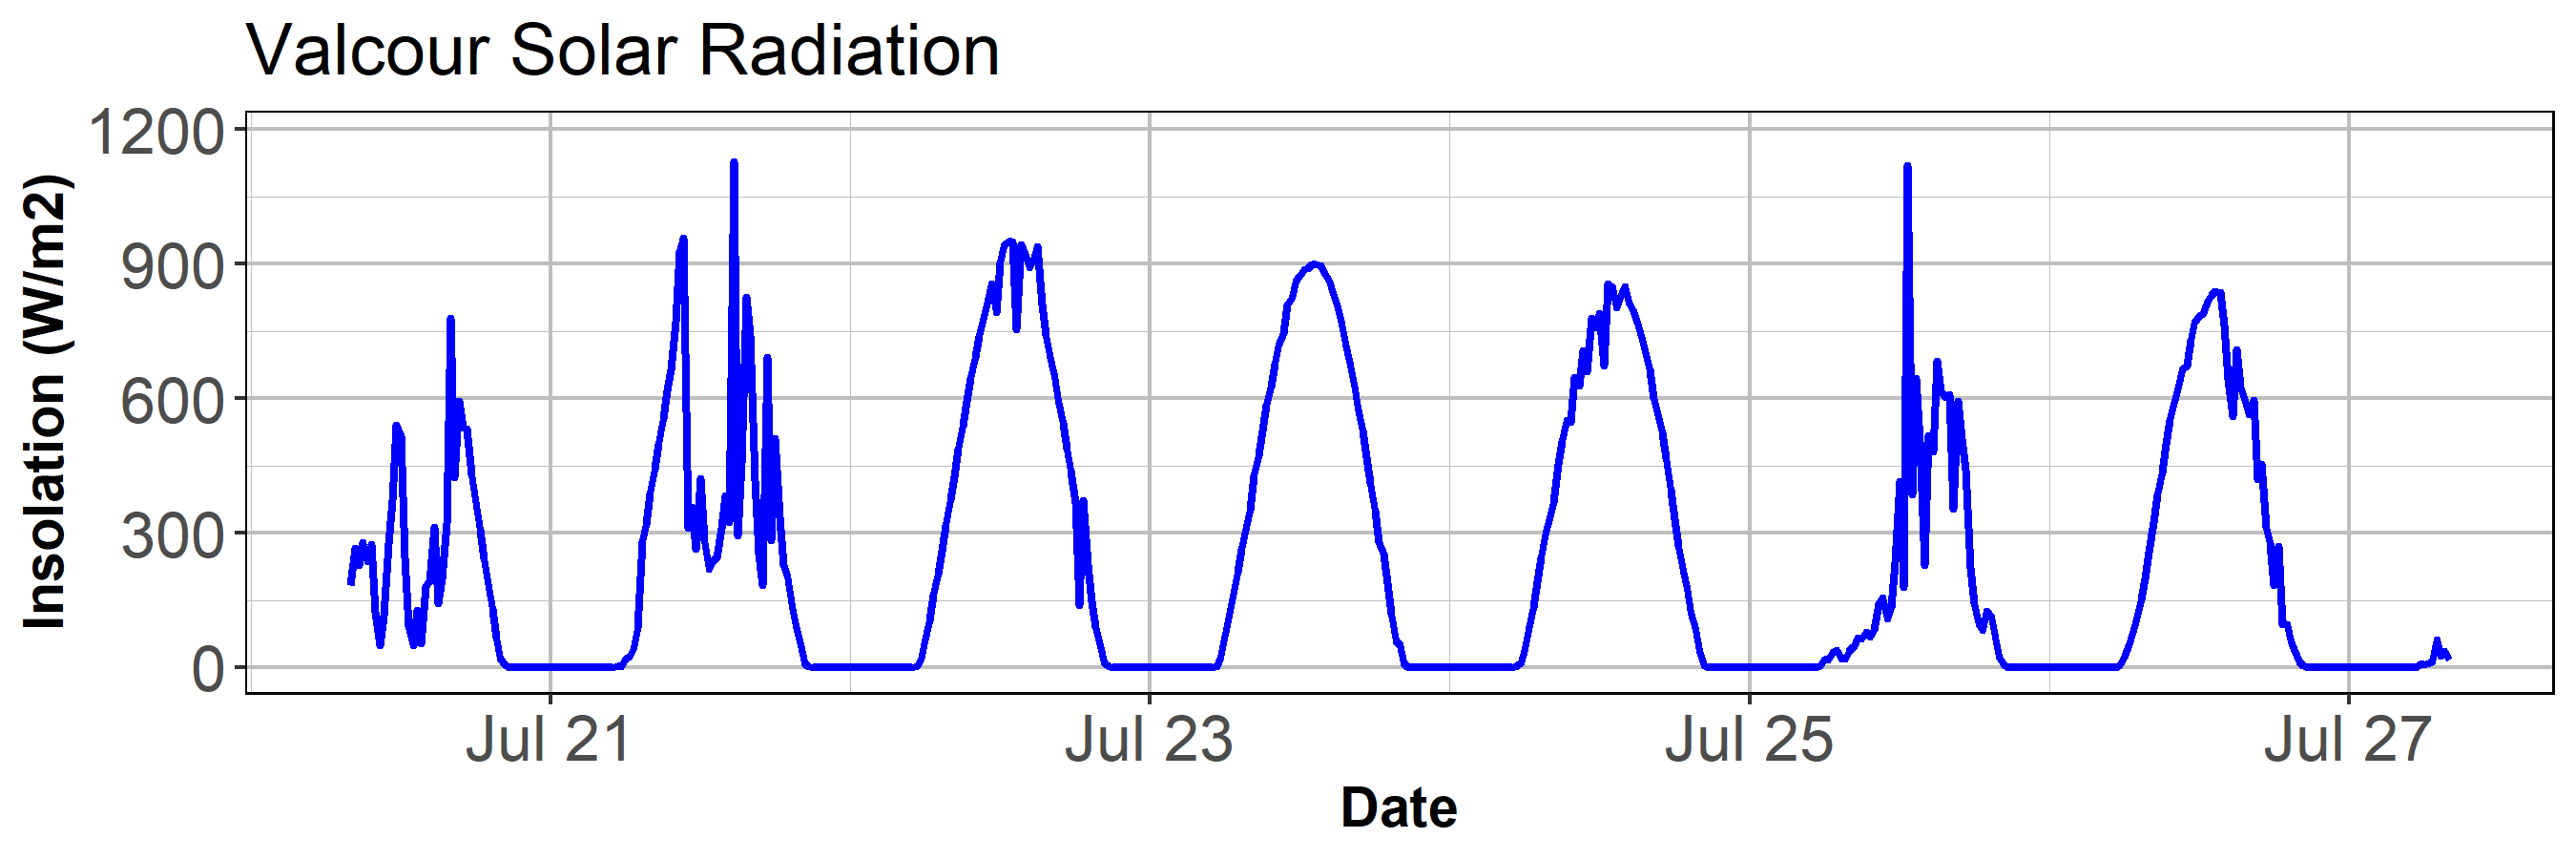 Valcour Solar Radiation
Insolation (W/m2)
1200
900
600
300
0
Jul 21
Jul 23
Jul 25
Jul 27
Date